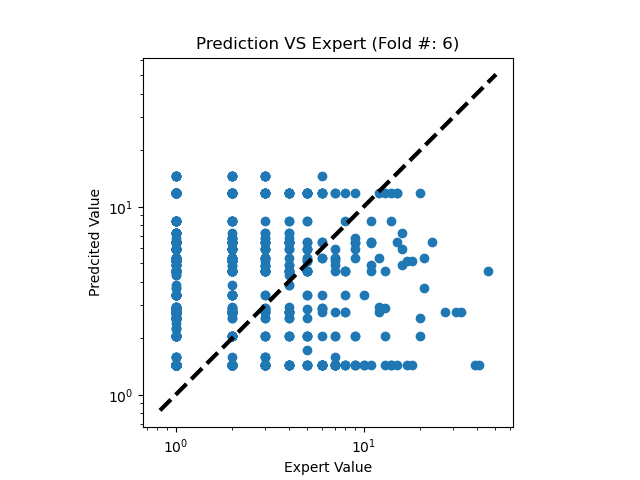 Prediction VS Expert (Fold #: 6)
Predcited Value
10¹
10⁰
10⁰ 10¹
Expert Value